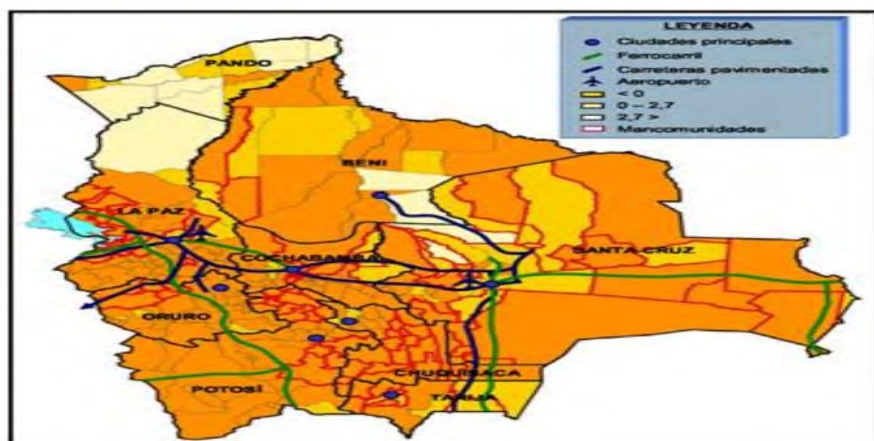 LEYENDA
Ciudades principales
Ferrocarril
Carreteras pavimentadas
Aeropuerto
< 0
0 – 2,7
2,7 >
Mancomunidades
PANDO
BENI
LA PAZ
COCHABAMBA
SANTA CRUZ
ORURO
POTOSÍ
CHUQUISACA
TARIJA